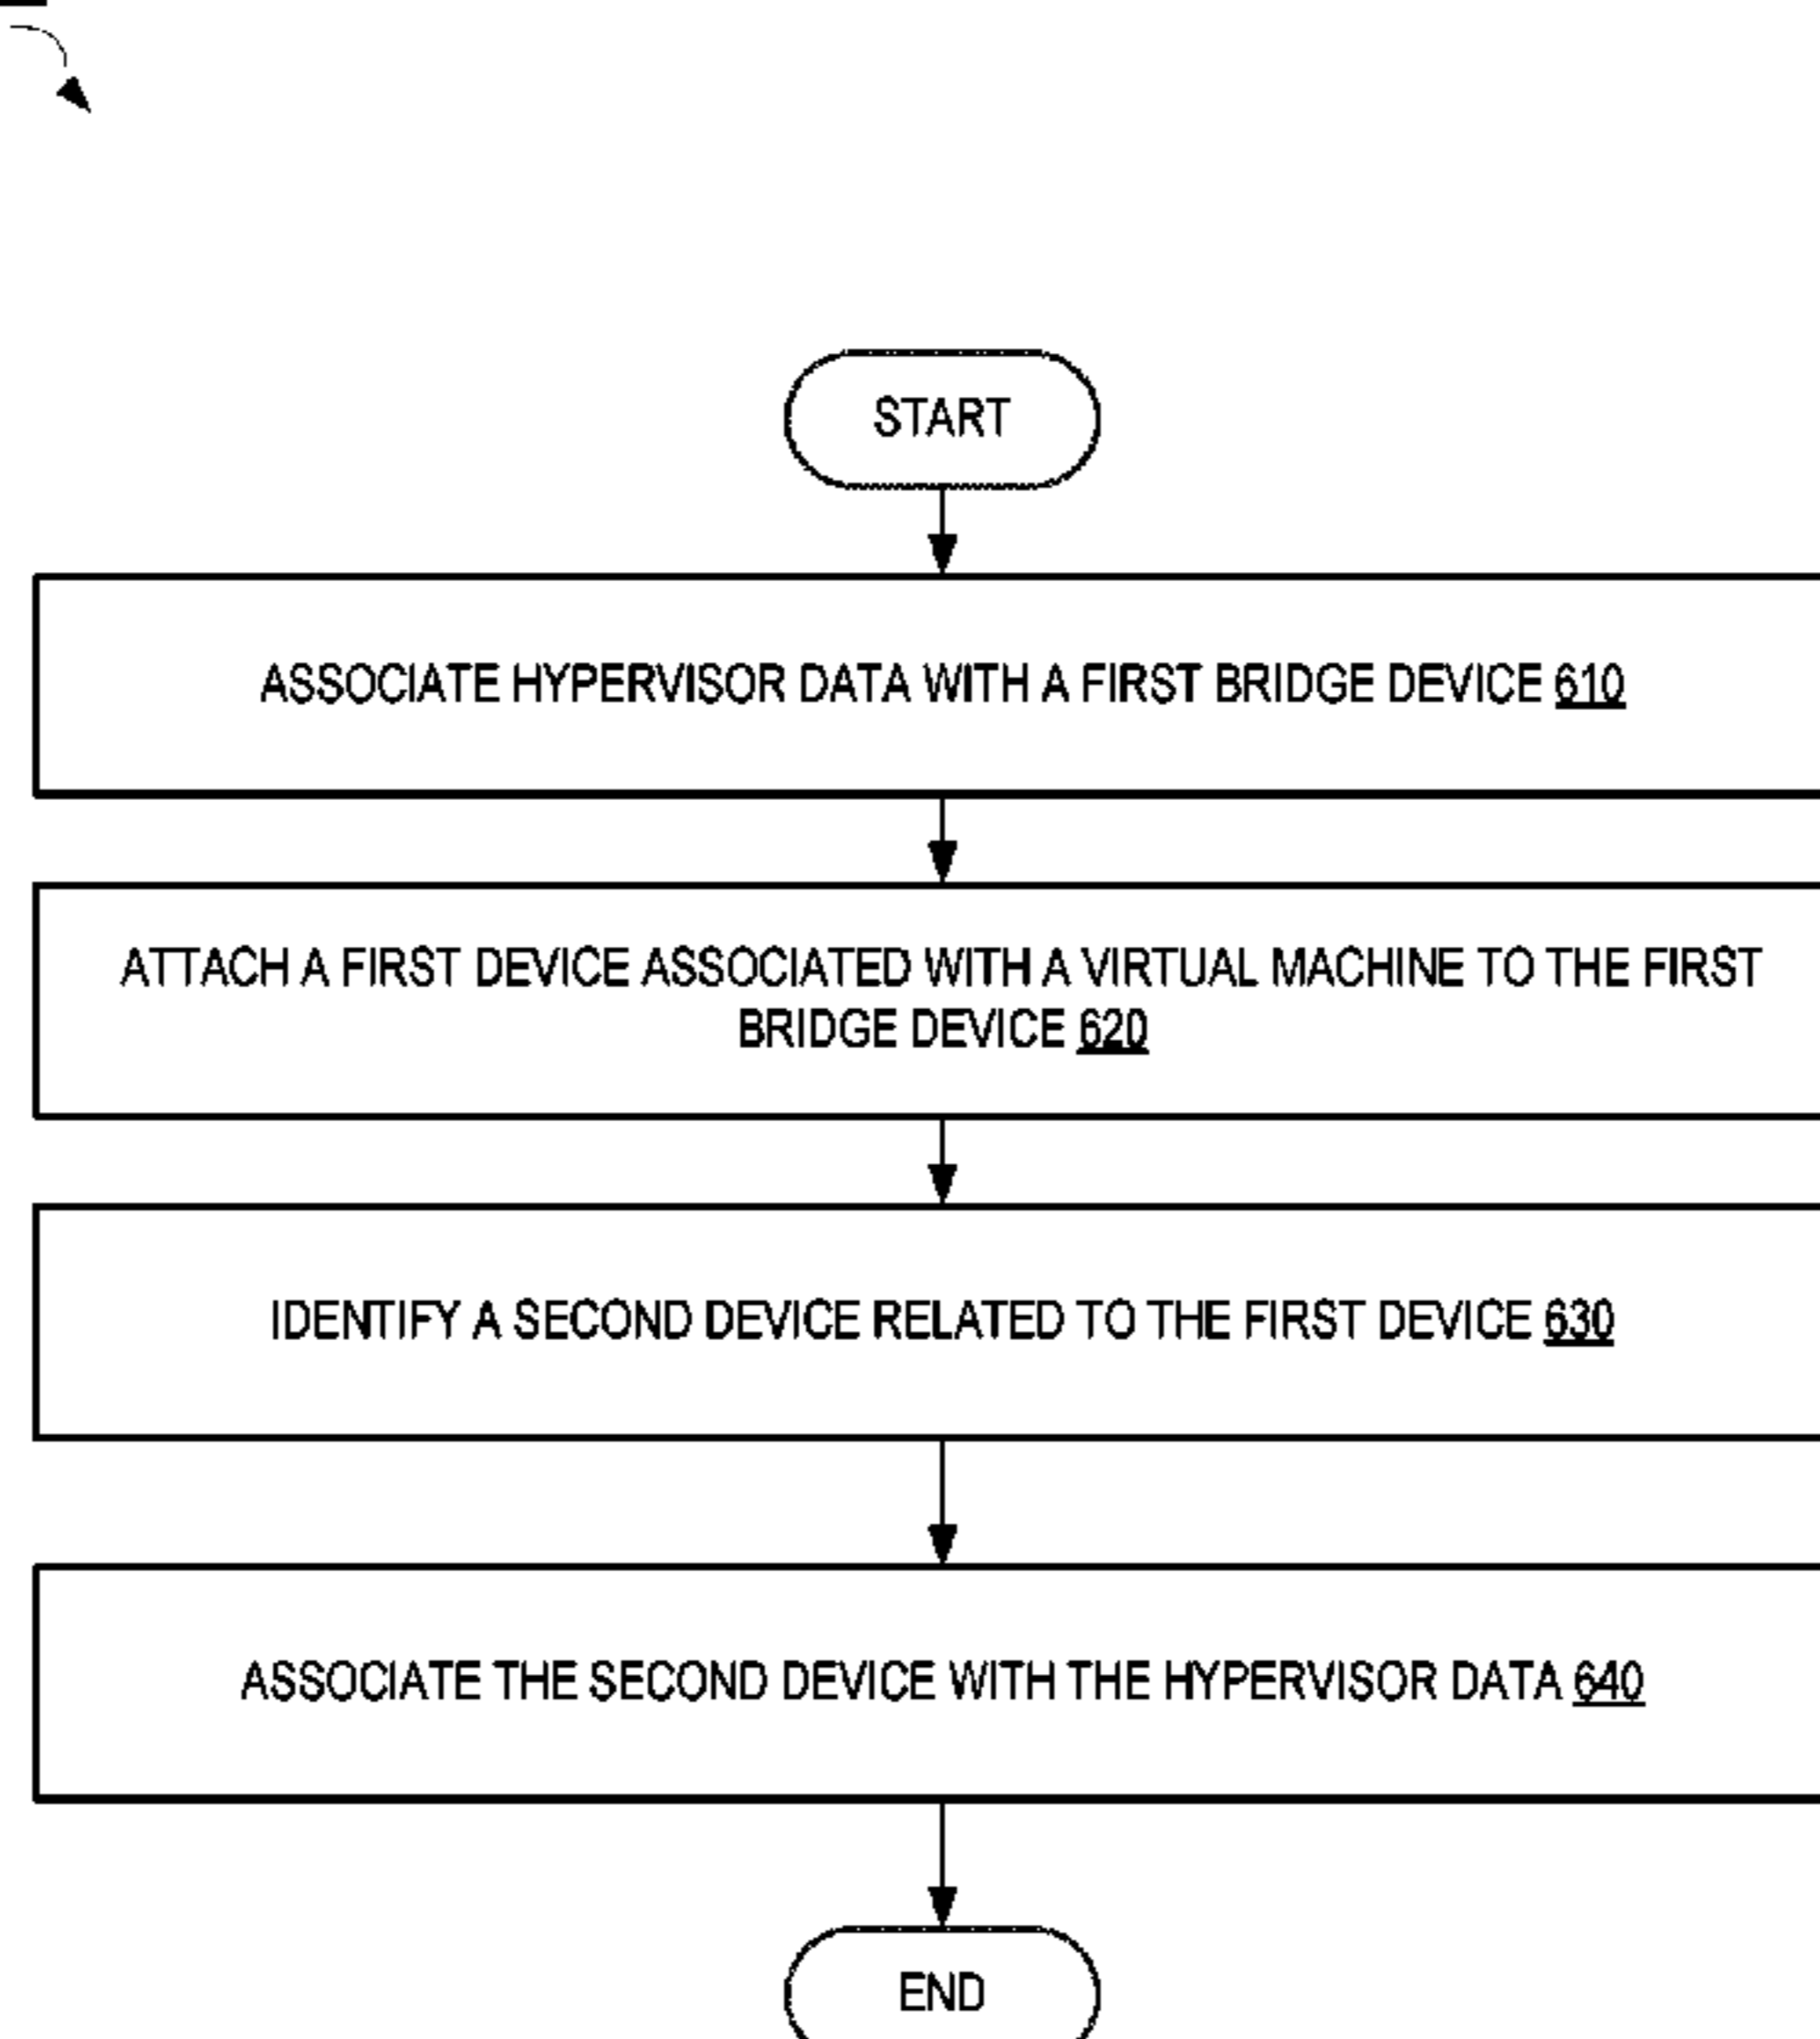 START
ASSOCIATE HYPERVISOR DATA WITH A FIRST BRIDGE DEVICE 610
ATTACH A FIRST DEVICE ASSOCIATED WITH A VIRTUAL MACHINE TO THE FIRST
BRIDGE DEVICE 620
IDENTIFY A SECOND DEVICE RELATED TO THE FIRST DEVICE 630
ASSOCIATE THE SECOND DEVICE WITH THE HYPERVISOR DATA 640
END